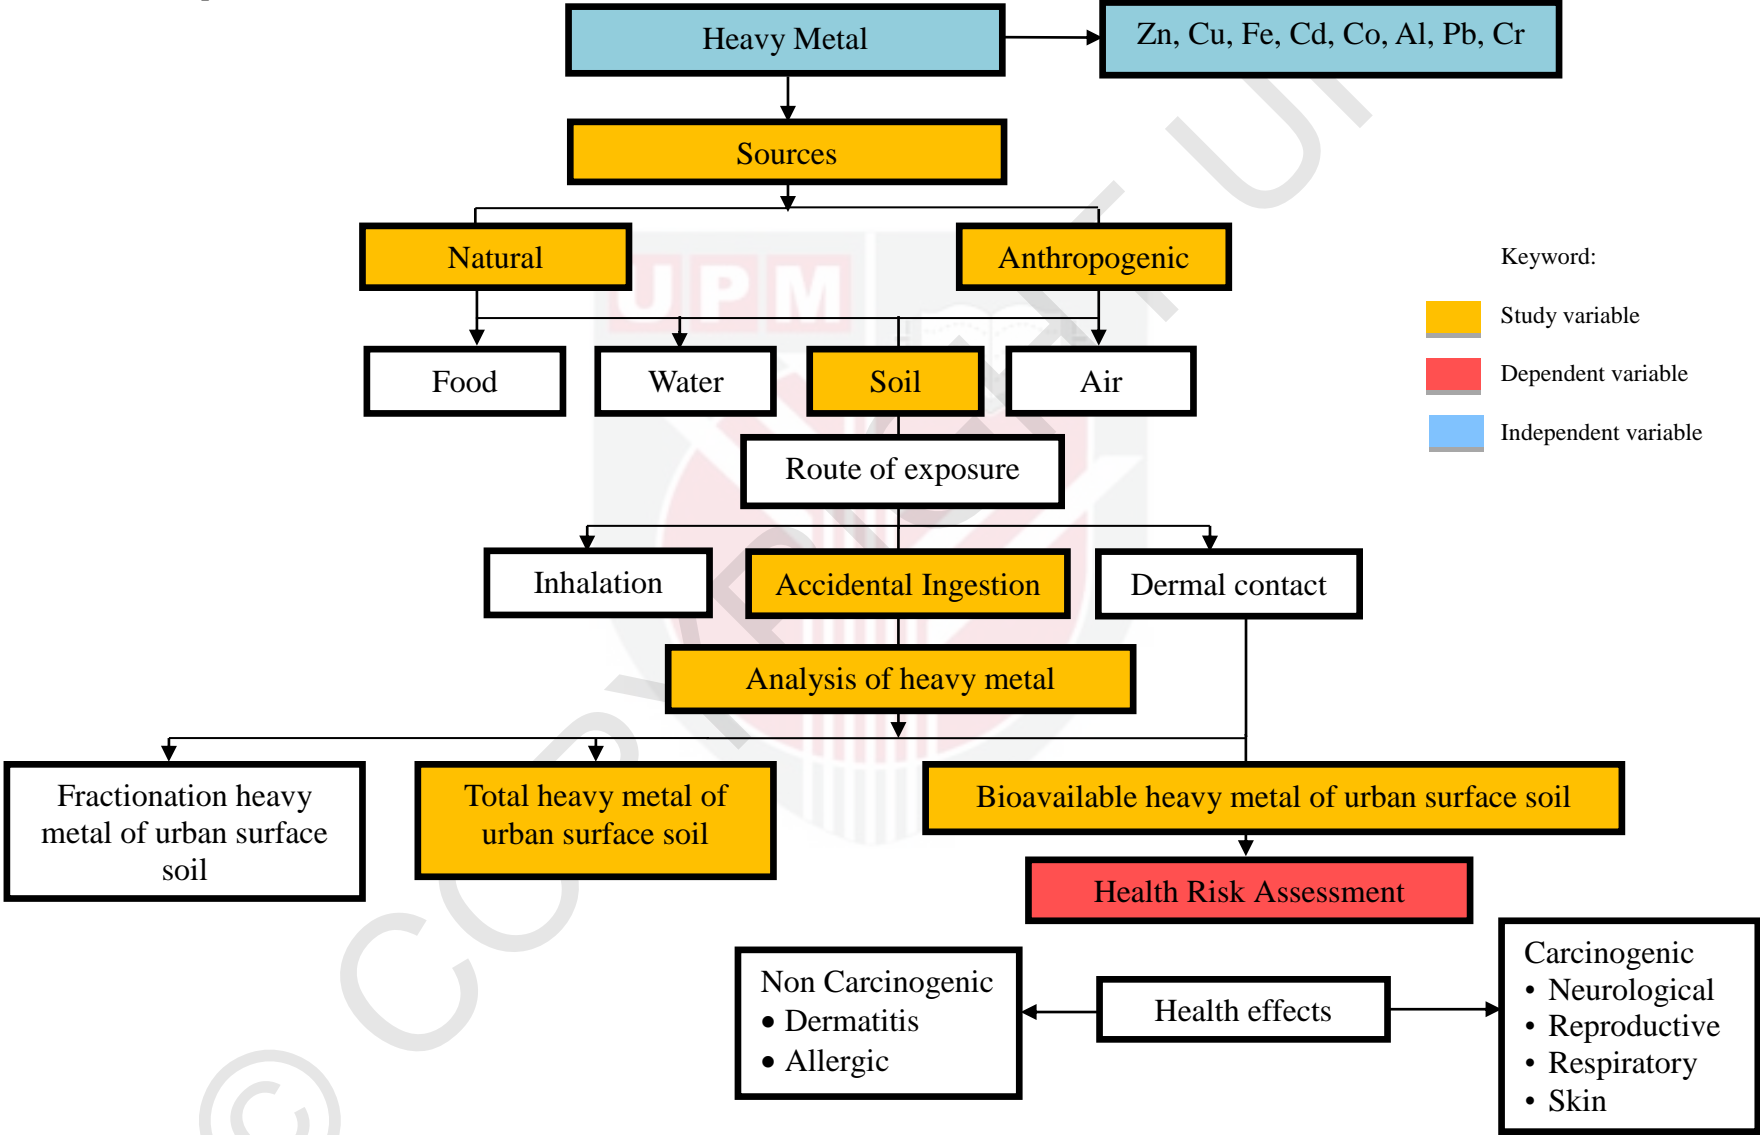 Heavy Metal
Zn, Cu, Fe, Cd, Co, Al, Pb, Cr
Sources
Natural
Anthropogenic
Keyword:
Study variable
Dependent variable
Independent variable
UPM
Food
Water
Soil
Air
Route of exposure
Inhalation
Accidental Ingestion
Dermal contact
Analysis of heavy metal
Fractionation heavy
metal of urban surface
soil
Total heavy metal of
urban surface soil
Bioavailable heavy metal of urban surface soil
Health Risk Assessment
Non Carcinogenic
• Dermatitis
• Allergic
Health effects
Carcinogenic
• Neurological
• Reproductive
• Respiratory
• Skin
© COPYRIGHT UP